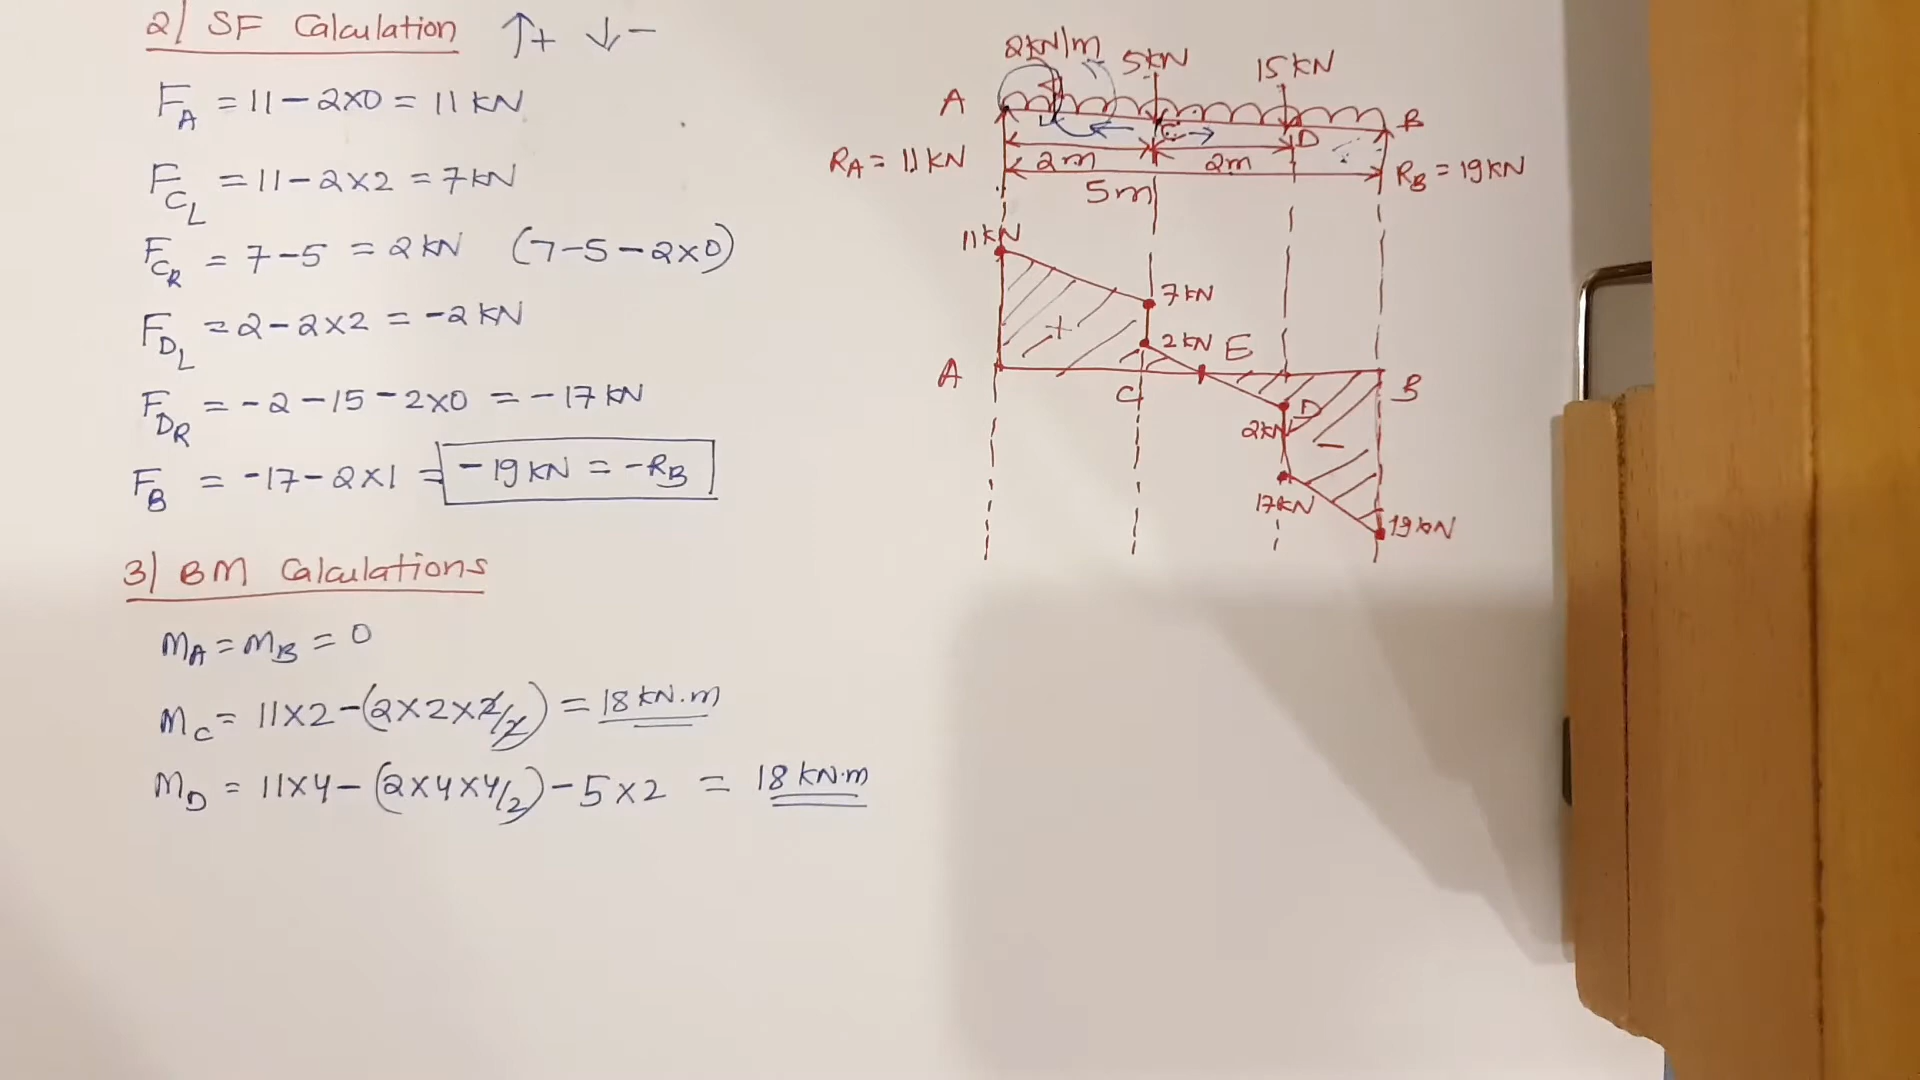 2) SF Calculation ↑+ ↓-
F_A = 11-2×0 = 11 kN
F_CL = 11-2×2 = 7kN
F_CR = 7-5 = 2 kN (7-5-2×0)
F_DL = 2-2×2 = -2 kN
F_DR = -2-15-2×0 = -17 kN
F_B = -17-2×1 = -19 kN = -R_B
3) BM Calculations
M_A = M_B = 0
M_C = 11×2-(2×2×2/2) = 18 kN.m
M_D = 11×4-(2×4×4/2)-5×2 = 18 kN.m
2kN/m 5kN 15 kN
A C D B
R_A = 11 kN 2m 2m R_B = 19kN
5m
11kN
7kN
+ 2 kN E
A C B
D
2kN -
17kN
19kN